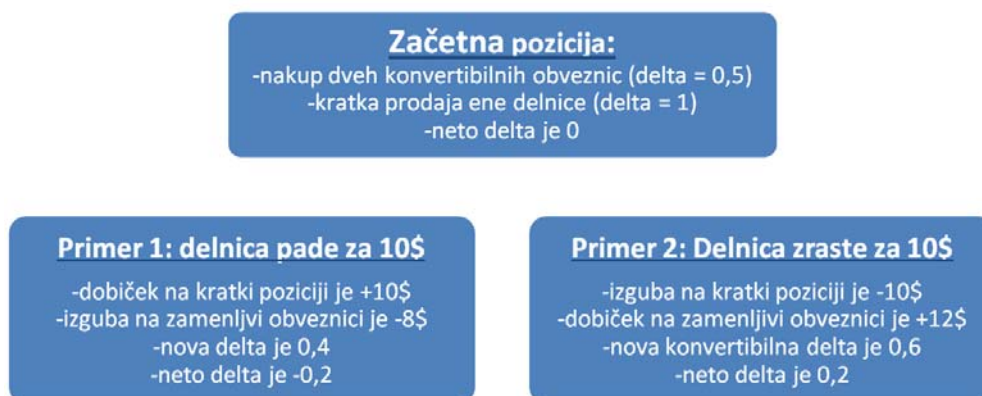 Začetna pozicija:
-nakup dveh konvertibilnih obveznic (delta = 0,5)
-kratka prodaja ene delnice (delta = 1)
-neto delta je 0
Primer 1: delnica pade za 10$
-dobiček na kratki poziciji je +10$
-izguba na zamenljvi obveznici je -8$
-nova delta je 0,4
-neto delta je -0,2
Primer 2: Delnica zraste za 10$
-izguba na kratki poziciji je -10$
-dobiček na zamenljivi obveznici je +12$
-nova konvertibilna delta je 0,6
-neto delta je 0,2